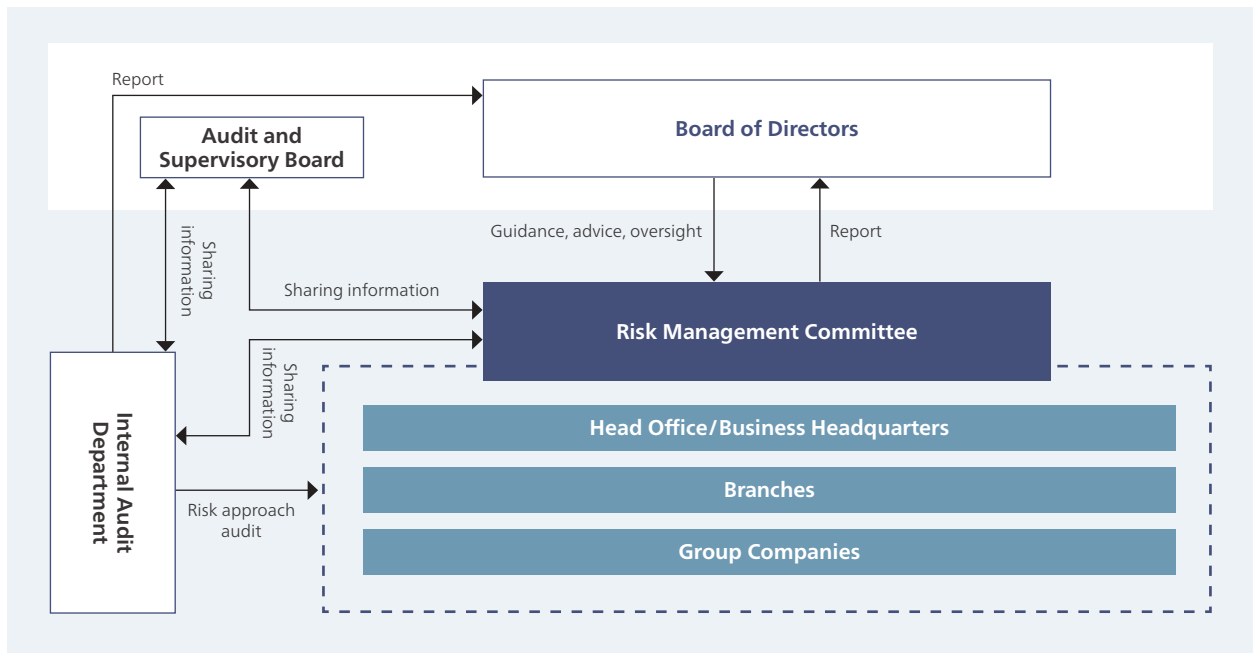 Report
Audit and
Supervisory Board
Board of Directors
Guidance, advice, oversight
Report
Sharing
information
Sharing information
Risk Management Committee
Sharing
information
Internal Audit
Department
Head Office/Business Headquarters
Branches
Risk approach
audit
Group Companies